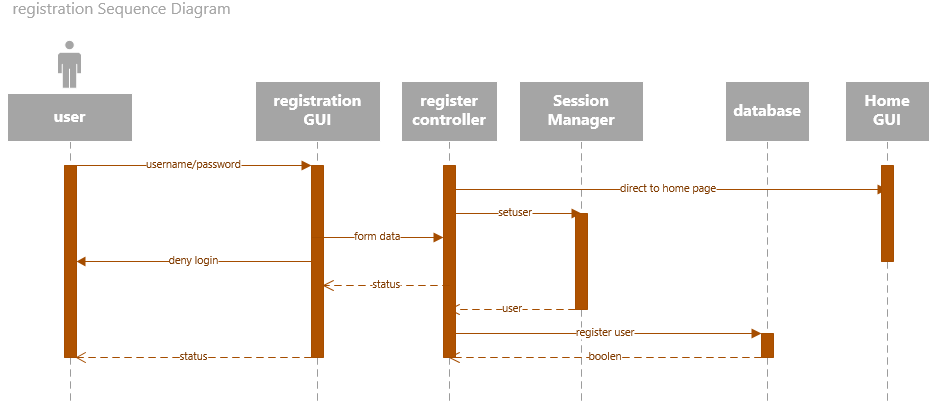 registration Sequence Diagram
user
registration
GUI
register
controller
Session
Manager
database
Home
GUI
username/password
direct to home page
setuser
form data
deny login
status
user
register user
status
boolen